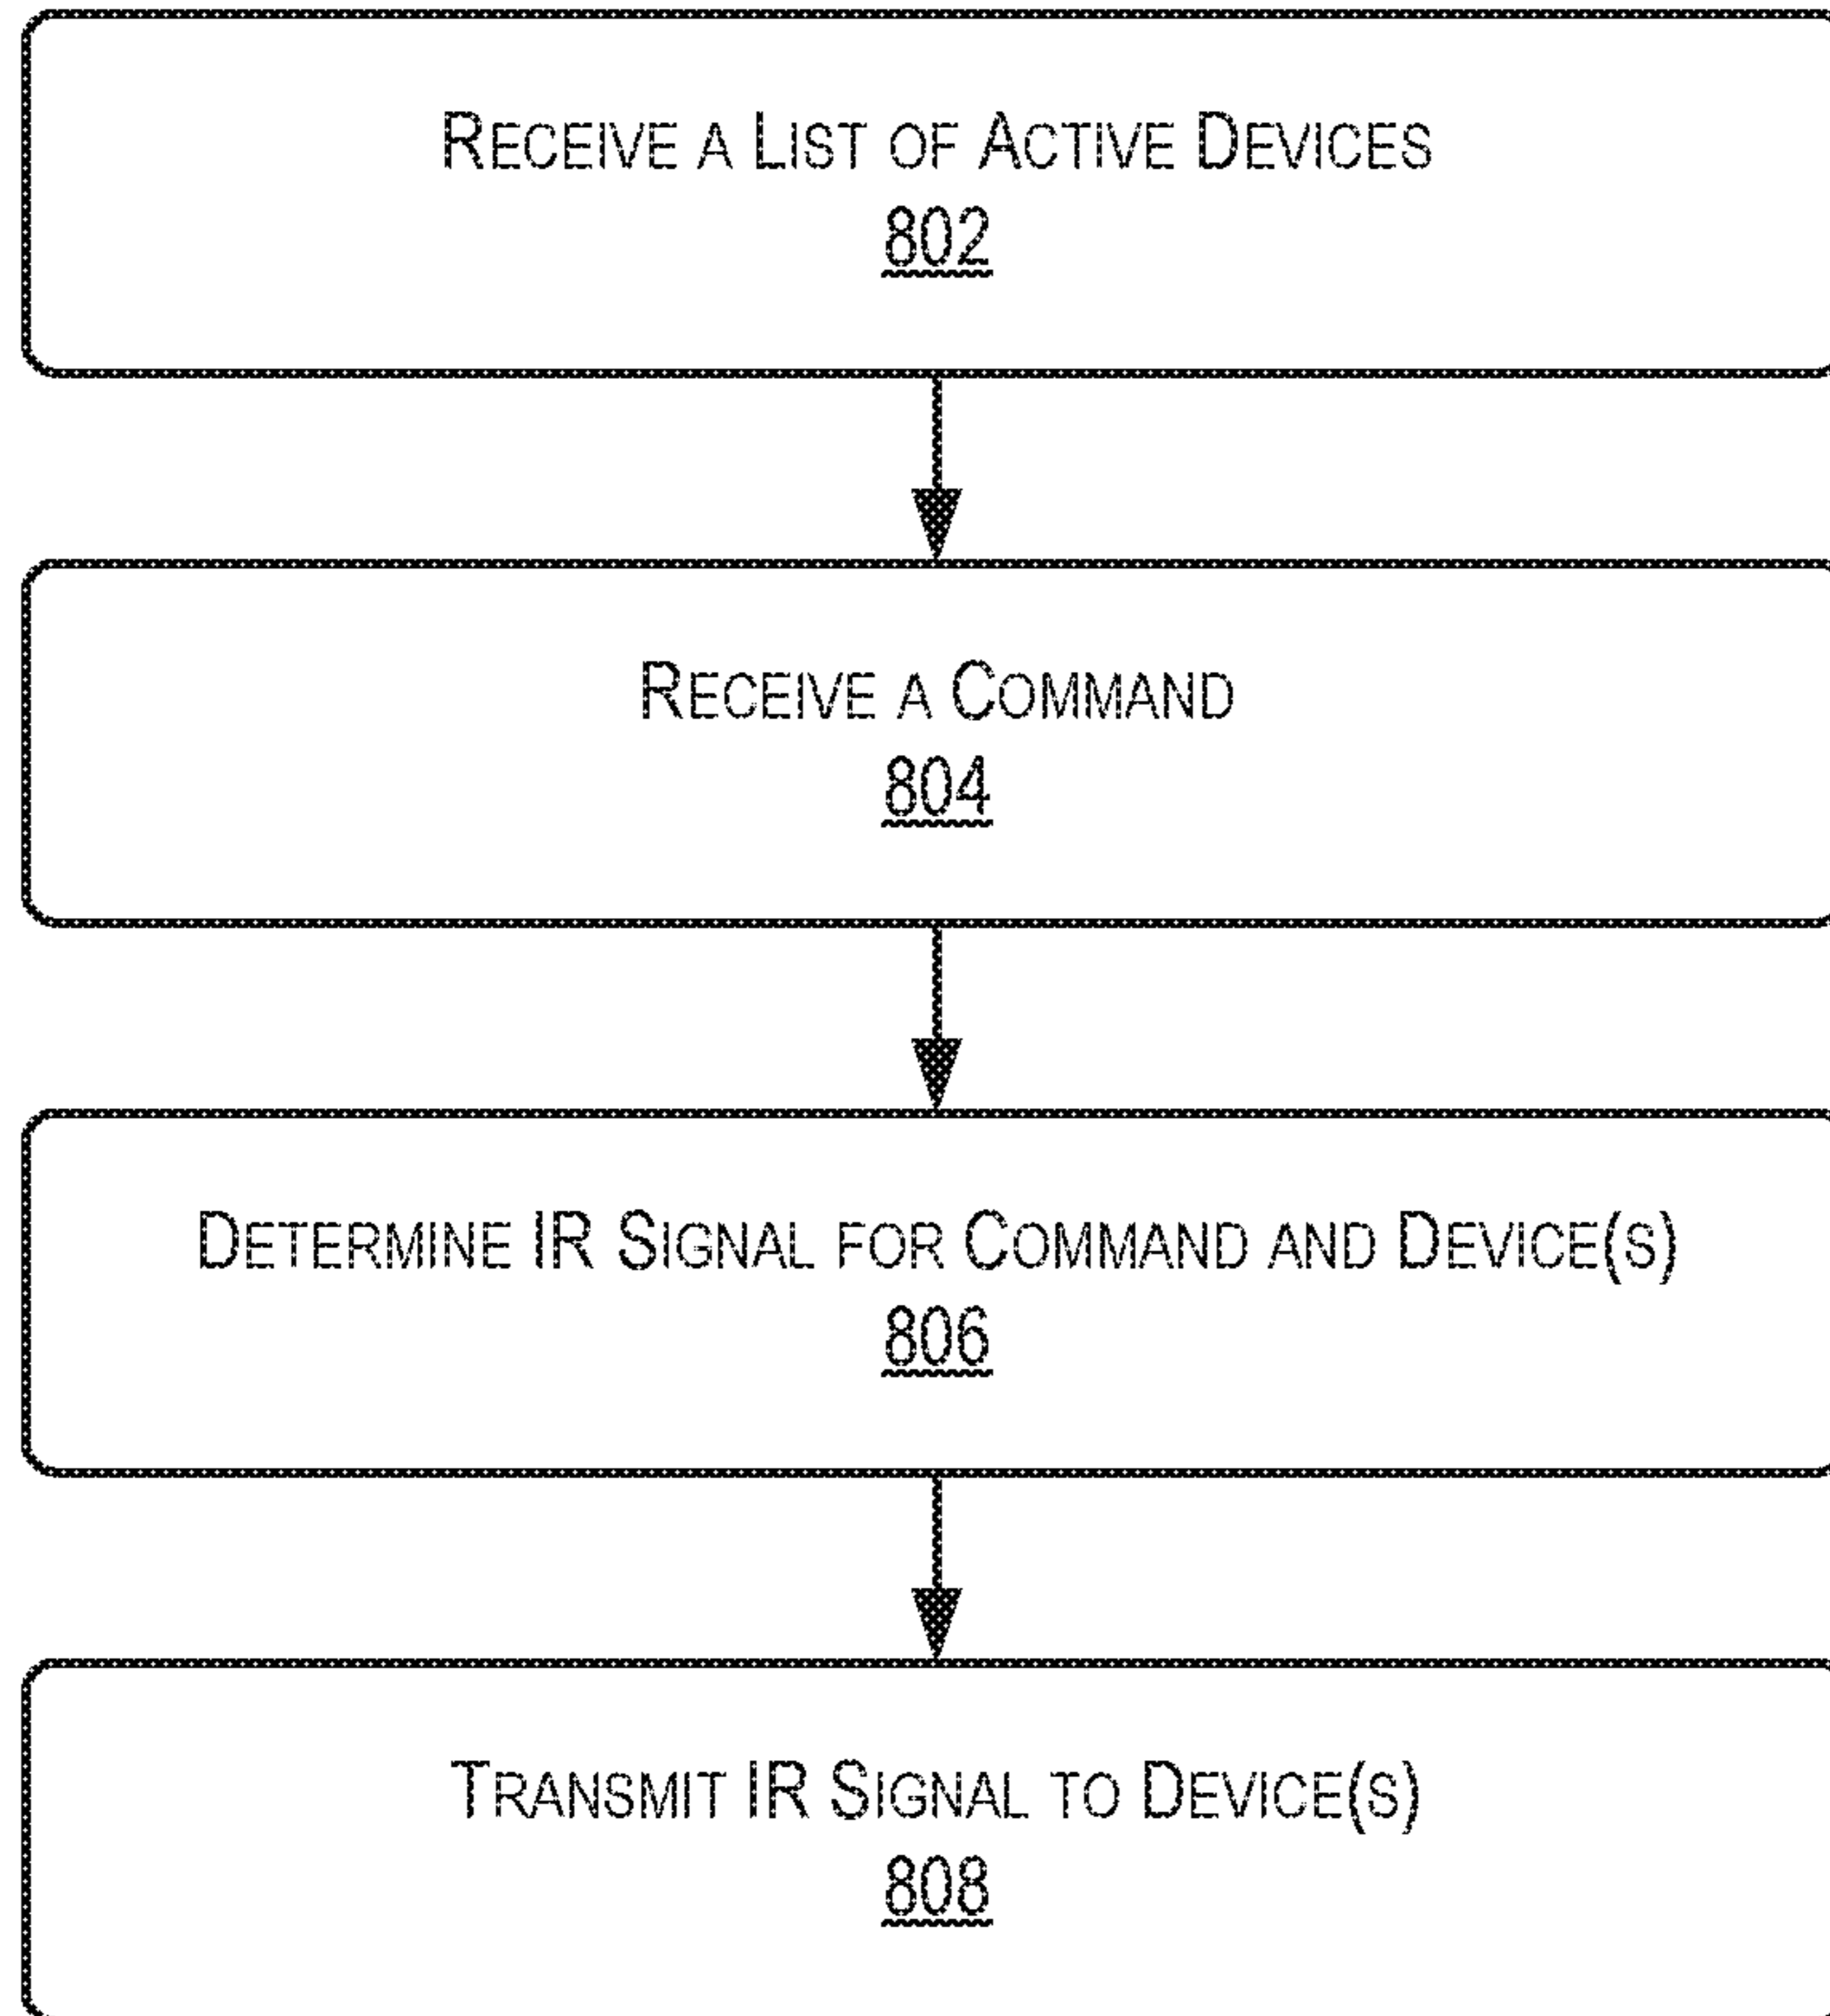 RECEIVE A LIST OF ACTIVE DEVICES
802
RECEIVE A COMMAND
804
DETERMINE IR SIGNAL FOR COMMAND AND DEVICE(S)
806
TRANSMIT IR SIGNAL TO DEVICE(S)
808